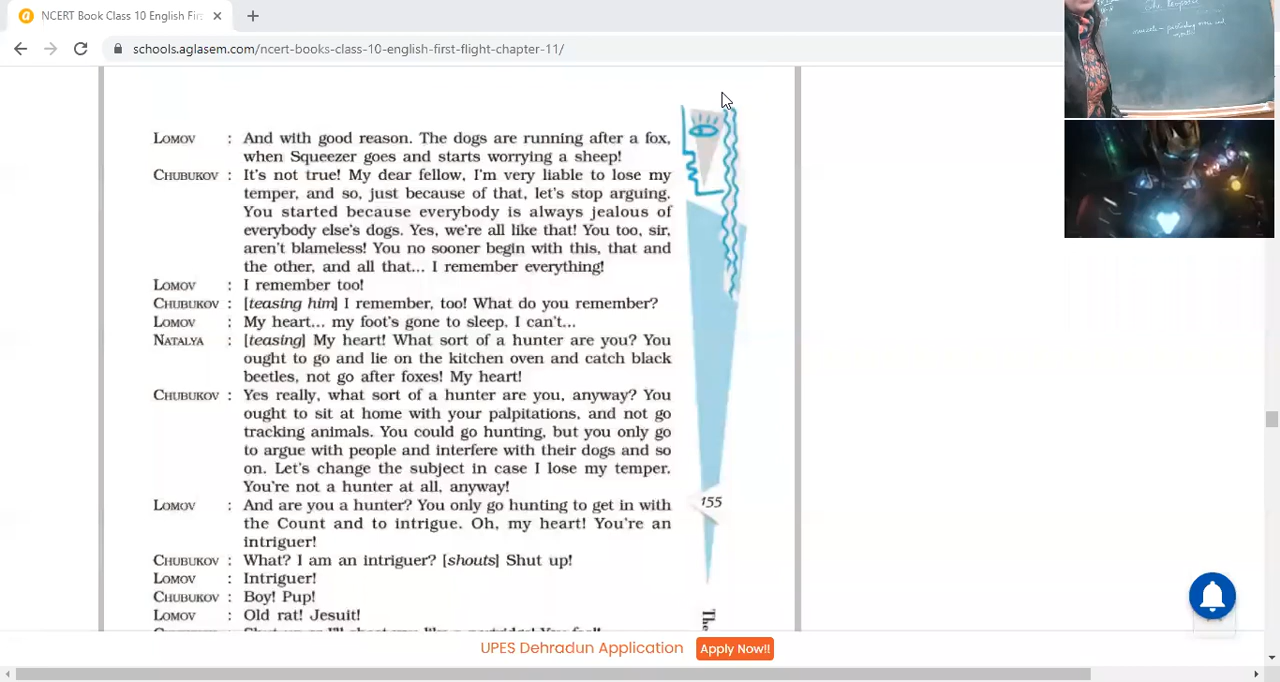 NCERT Book Class 10 English Firs
schools.aglasem.com/ncert-books-class-10-english-first-flight-chapter-11/
LOMOV : And with good reason. The dogs are running after a fox,
when Squeezer goes and starts worrying a sheep!
CHUBUKOV : It's not true! My dear fellow, I'm very liable to lose my
temper, and so, just because of that, let's stop arguing.
You started because everybody is always jealous of
everybody else's dogs. Yes, we're all like that! You too, sir,
aren't blameless! You no sooner begin with this, that and
the other, and all that... I remember everything!
LOMOV : I remember too!
CHUBUKOV : [teasing him] I remember, too! What do you remember?
LOMOV : My heart... my foot's gone to sleep. I can't...
NATALYA : [teasing] My heart! What sort of a hunter are you? You
ought to go and lie on the kitchen oven and catch black
beetles, not go after foxes! My heart!
CHUBUKOV : Yes really, what sort of a hunter are you, anyway? You
ought to sit at home with your palpitations, and not go
tracking animals. You could go hunting, but you only go
to argue with people and interfere with their dogs and so
on. Let's change the subject in case I lose my temper.
You're not a hunter at all, anyway!
LOMOV : And are you a hunter? You only go hunting to get in with
the Count and to intrigue. Oh, my heart! You're an
intriguer!
CHUBUKOV : What? I am an intriguer? [shouts] Shut up!
LOMOV : Intriguer!
CHUBUKOV : Boy! Pup!
LOMOV : Old rat! Jesuit!
155
The
UPES Dehradun Application
Apply Now!!